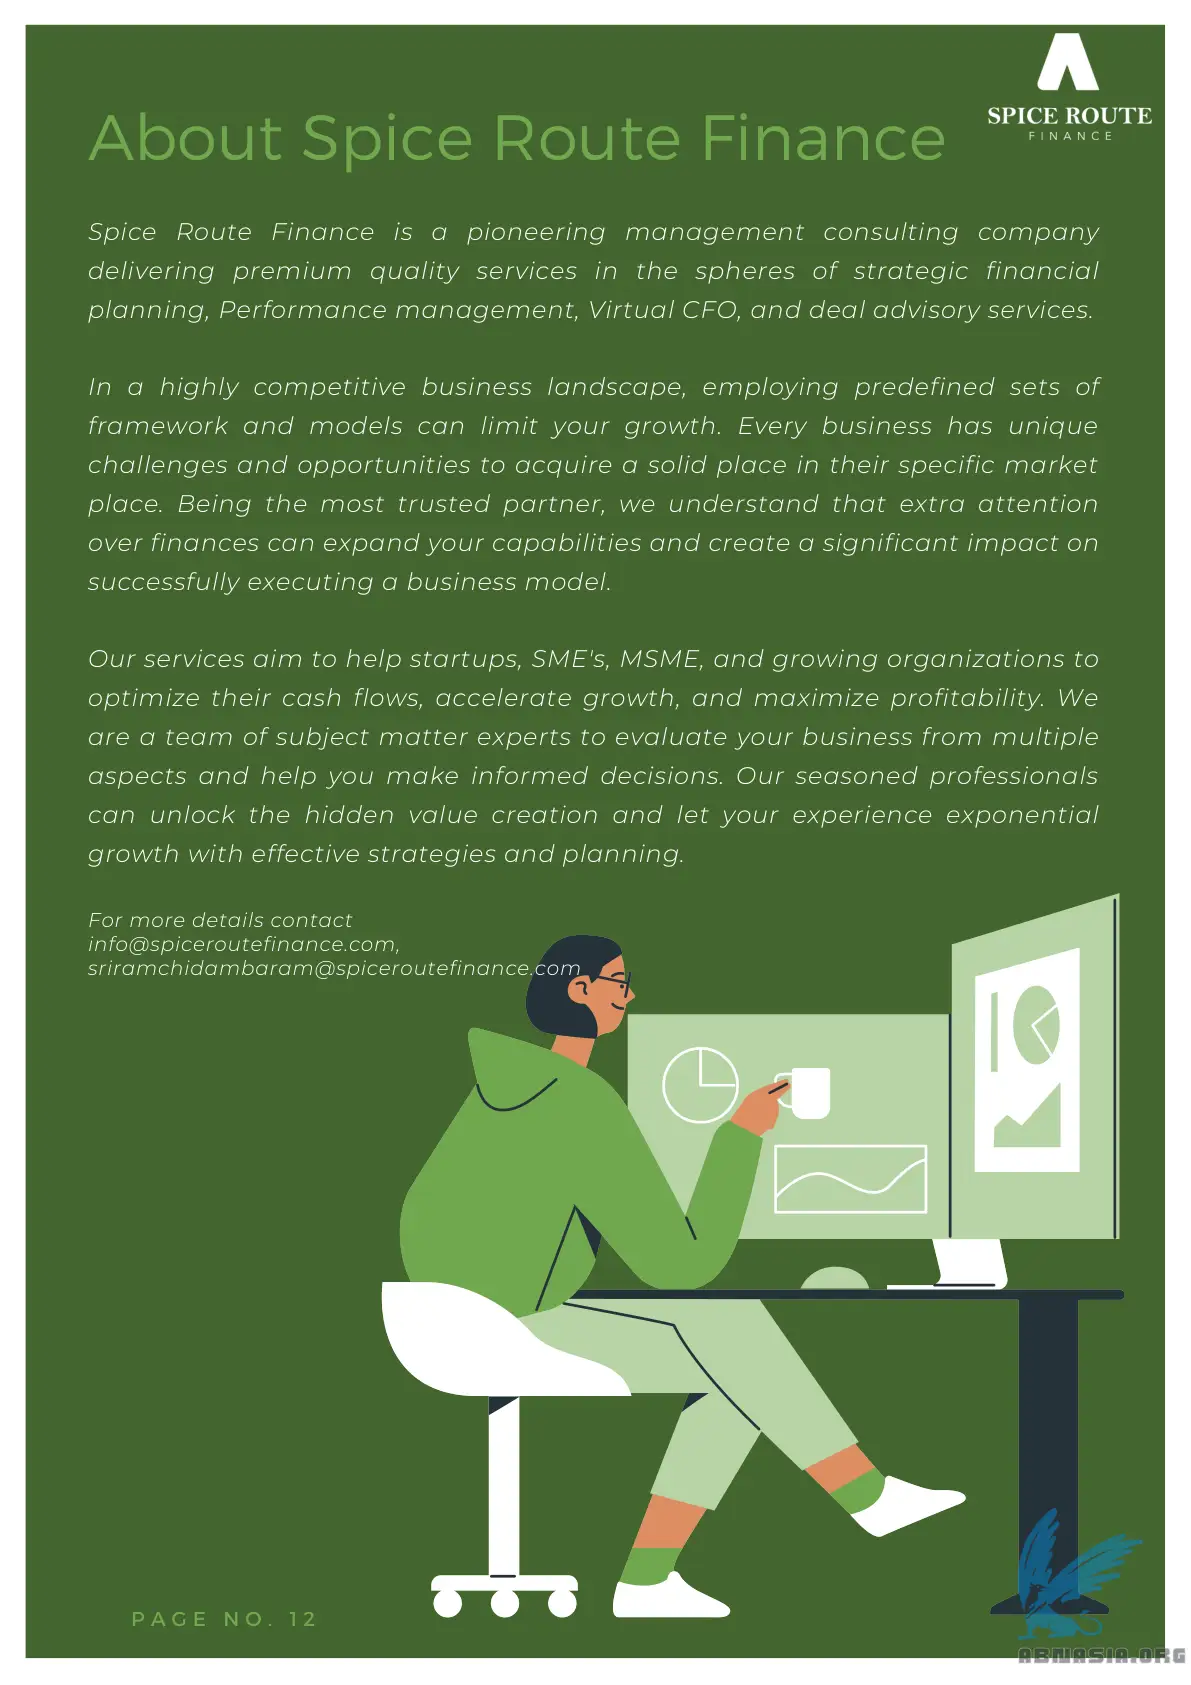 SPICE ROUTE
FINANCE
About Spice Route Finance
Spice Route Finance is a pioneering management consulting company
delivering premium quality services in the spheres of strategic financial
planning, Performance management, Virtual CFO, and deal advisory services.
In a highly competitive business landscape, employing predefined sets of
framework and models can limit your growth. Every business has unique
challenges and opportunities to acquire a solid place in their specific market
place. Being the most trusted partner, we understand that extra attention
over finances can expand your capabilities and create a significant impact on
successfully executing a business model.
Our services aim to help startups, SME's, MSME, and growing organizations to
optimize their cash flows, accelerate growth, and maximize profitability. We
are a team of subject matter experts to evaluate your business from multiple
aspects and help you make informed decisions. Our seasoned professionals
can unlock the hidden value creation and let your experience exponential
growth with effective strategies and planning.
For more details contact
info@spiceroutefinance.com,
sriramchidambaram@spiceroutefinance.com
PAGE NO. 12
ABNASIA.ORG